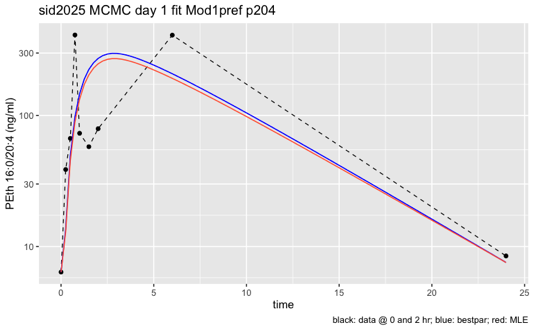 sid2025 MCMC day 1 fit Mod1pref p204
300
100
30
10
PEth 16:0/20:4 (ng/ml)
0 5 10 15 20 25
time
black: data @ 0 and 2 hr; blue: bestpar; red: MLE